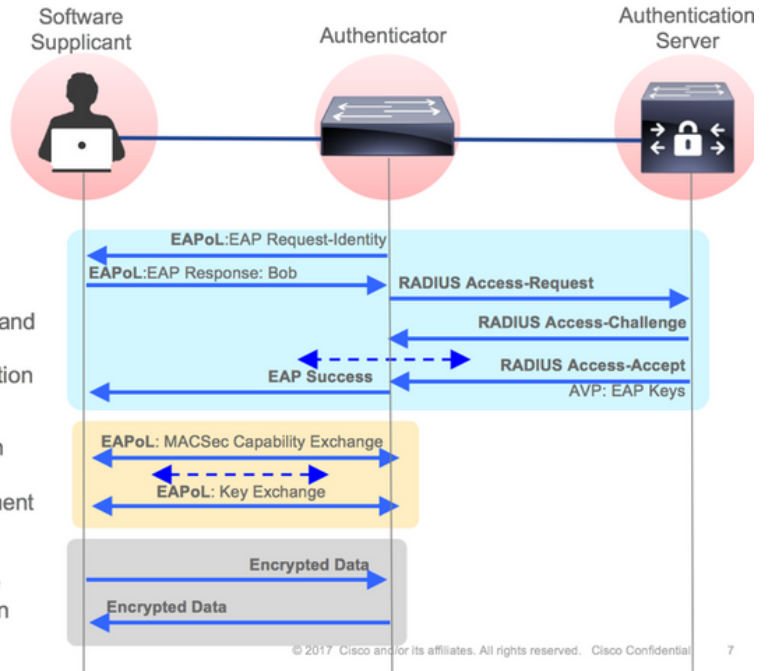 Software
Supplicant
Authenticator
Authentication
Server
EAPoL:EAP Request-Identity
EAPoL:EAP Response: Bob
RADIUS Access-Request
and
RADIUS Access-Challenge
RADIUS Access-Accept
EAP Success
AVP: EAP Keys
EAPoL: MACSec Capability Exchange
EAPoL: Key Exchange
Encrypted Data
Encrypted Data
© 2017 Cisco and/or its affiliates. All rights reserved. Cisco Confidential
7